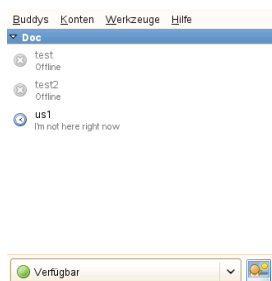 Buddys Konten Werkzeuge Hilfe
Doc
test
Offline
test2
Offline
us1
I'm not here right now
Verfügbar